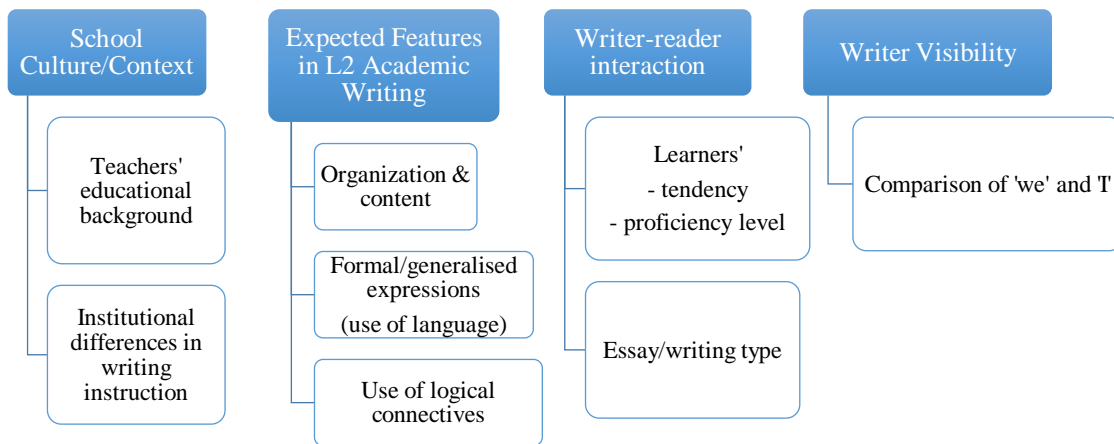 School
Culture/Context
Teachers'
educational
background
Institutional
differences in
writing
instruction
Expected Features
in L2 Academic
Writing
Organization &
content
Formal/generalised
expressions
(use of language)
Use of logical
connectives
Writer-reader
interaction
Learners'
- tendency
- proficiency level
Essay/writing type
Writer Visibility
Comparison of 'we' and 'I'